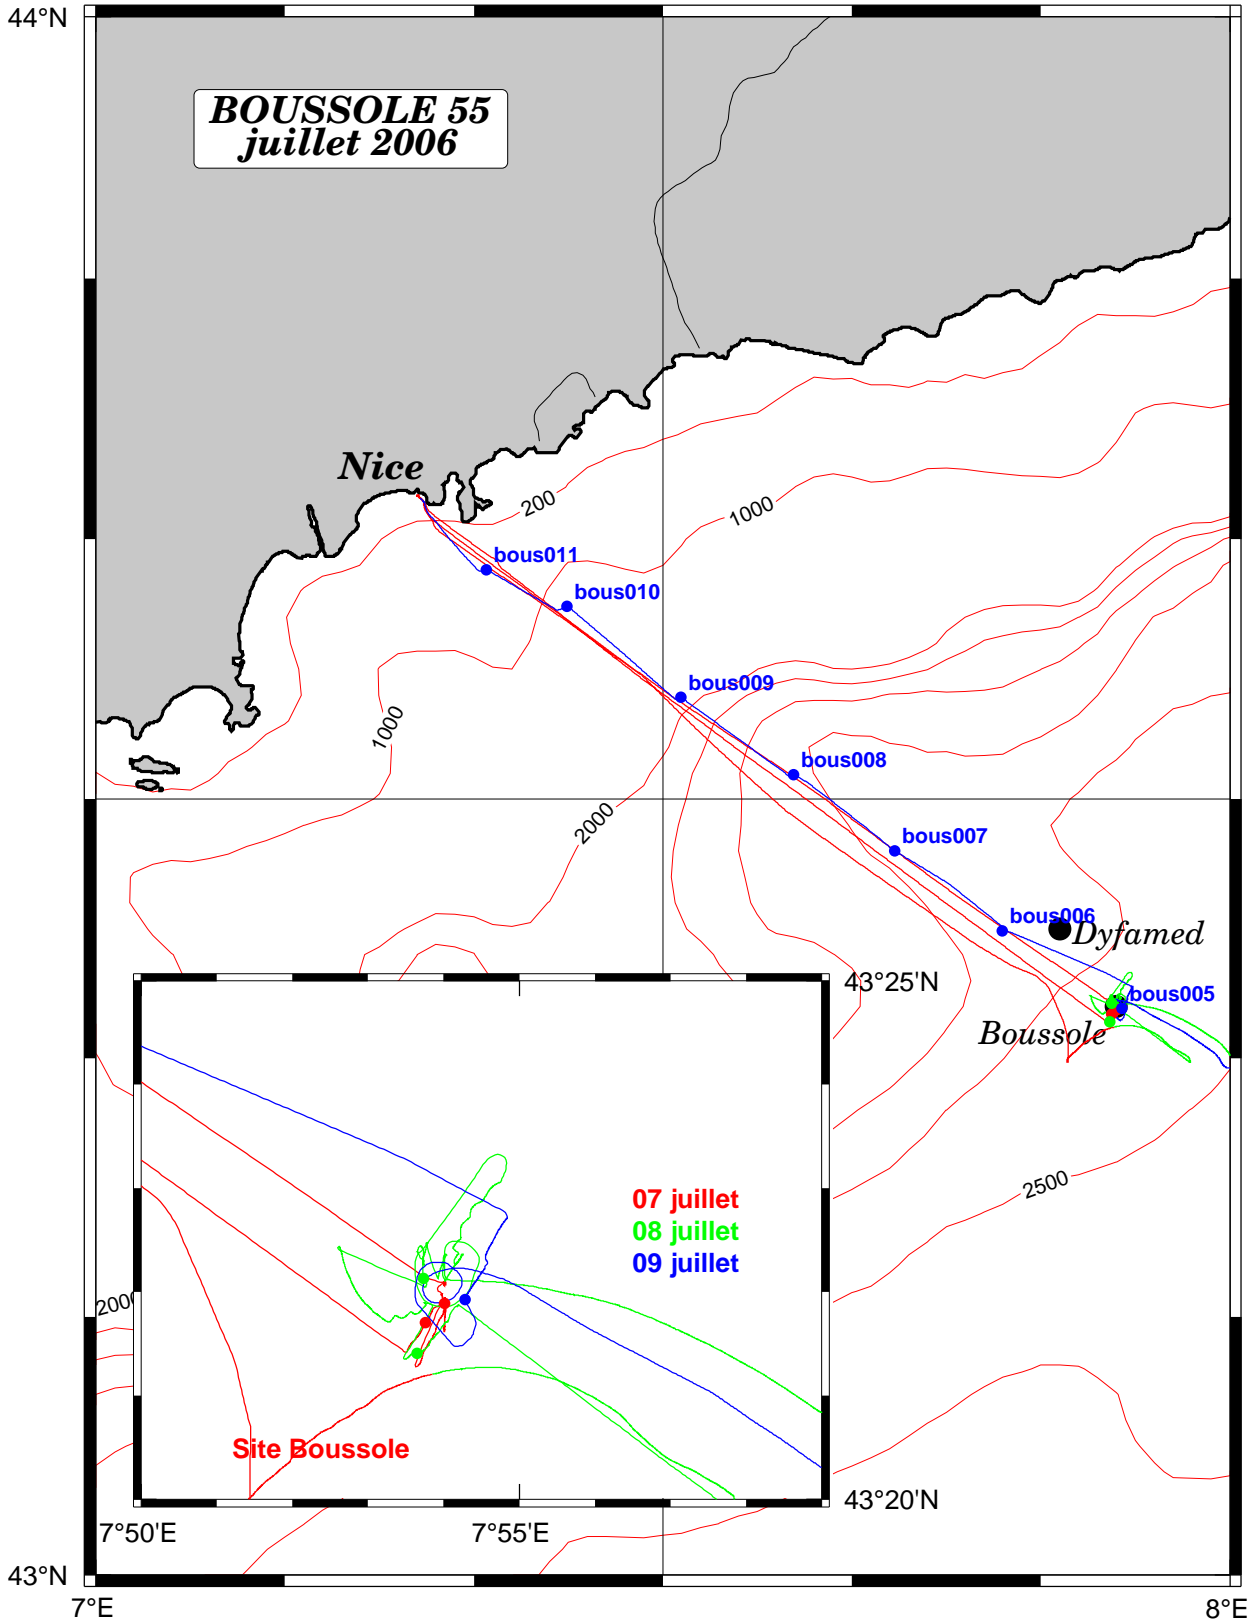 44°N
BOUSSOLE 55
juillet 2006
Nice
200
1000
bous011
bous010
bous009
1000
bous008
2000
bous007
bous006
Dyfamed
43°25'N
bous005
Boussole
2500
07 juillet
08 juillet
09 juillet
2000
Site Boussole
43°20'N
7°50'E
7°55'E
43°N
7°E
8°E